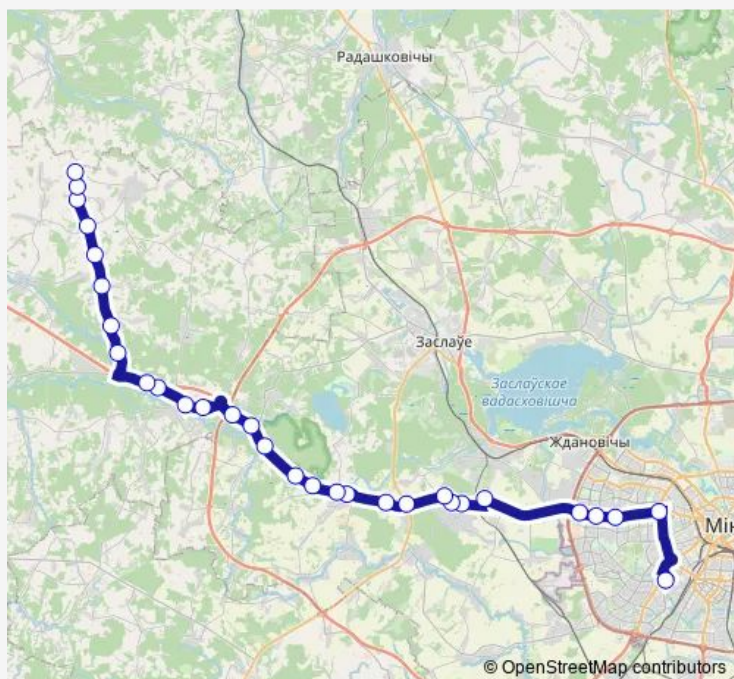 Радашковічы
Заслаўе
Заслаўскае
вадасховішча
Ждановічы
Мін
© OpenStreetMap contributors